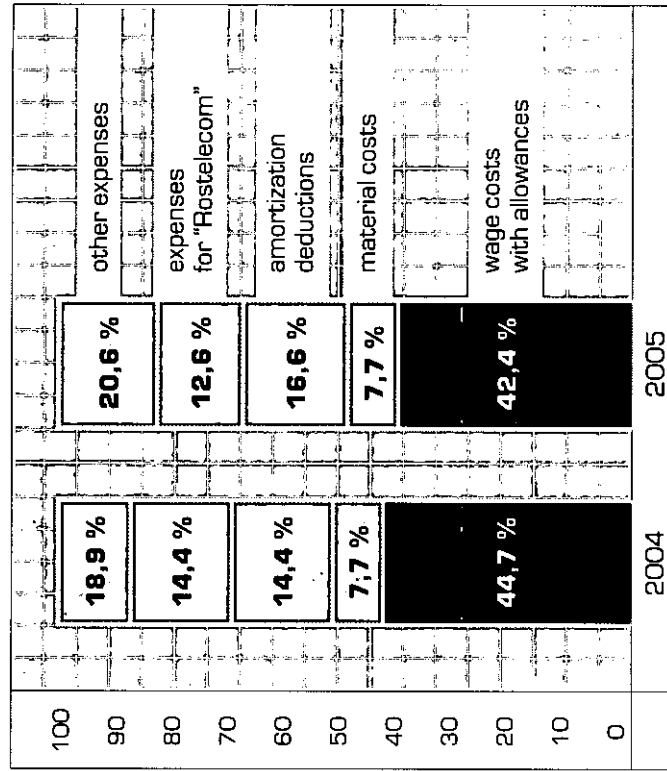 100
90
80
70
60
50
40
30
20
10
0
18,9 %
14,4 %
14,4 %
7,7 %
44,7 %
2004
20,6 %
12,6 %
16,6 %
7,7 %
42,4 %
2005
other expenses
expenses
for "Rostelecom"
amortization
deductions
material costs
wage costs
with allowances